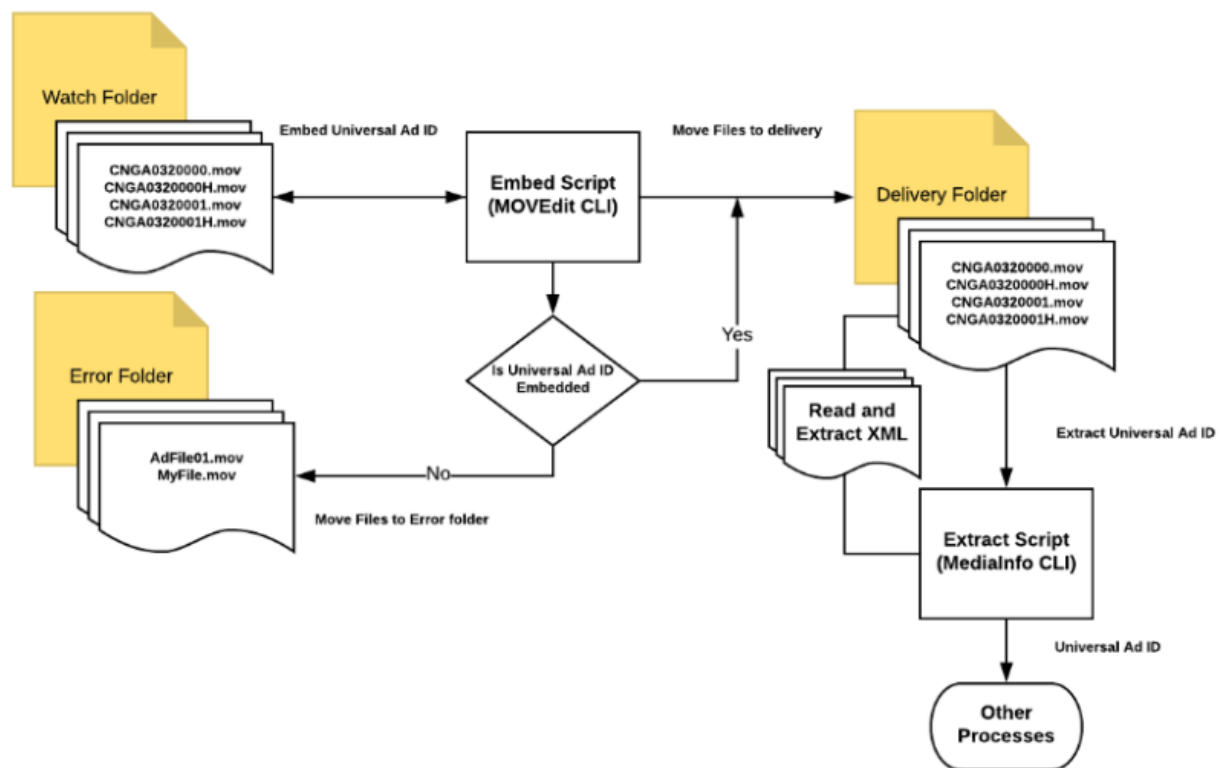 Watch Folder
CNGA0320000.mov
CNGA0320000H.mov
CNGA0320001.mov
CNGA0320001H.mov
Embed Universal Ad ID
Embed Script
(MOVEdit CLI)
Move Files to delivery
Delivery Folder
CNGA0320000.mov
CNGA0320000H.mov
CNGA0320001.mov
CNGA0320001H.mov
Yes
Is Universal Ad ID
Embedded
Error Folder
AdFile01.mov
MyFile.mov
No
Move Files to Error folder
Read and
Extract XML
Extract Universal Ad ID
Extract Script
(MediaInfo CLI)
Universal Ad ID
Other
Processes